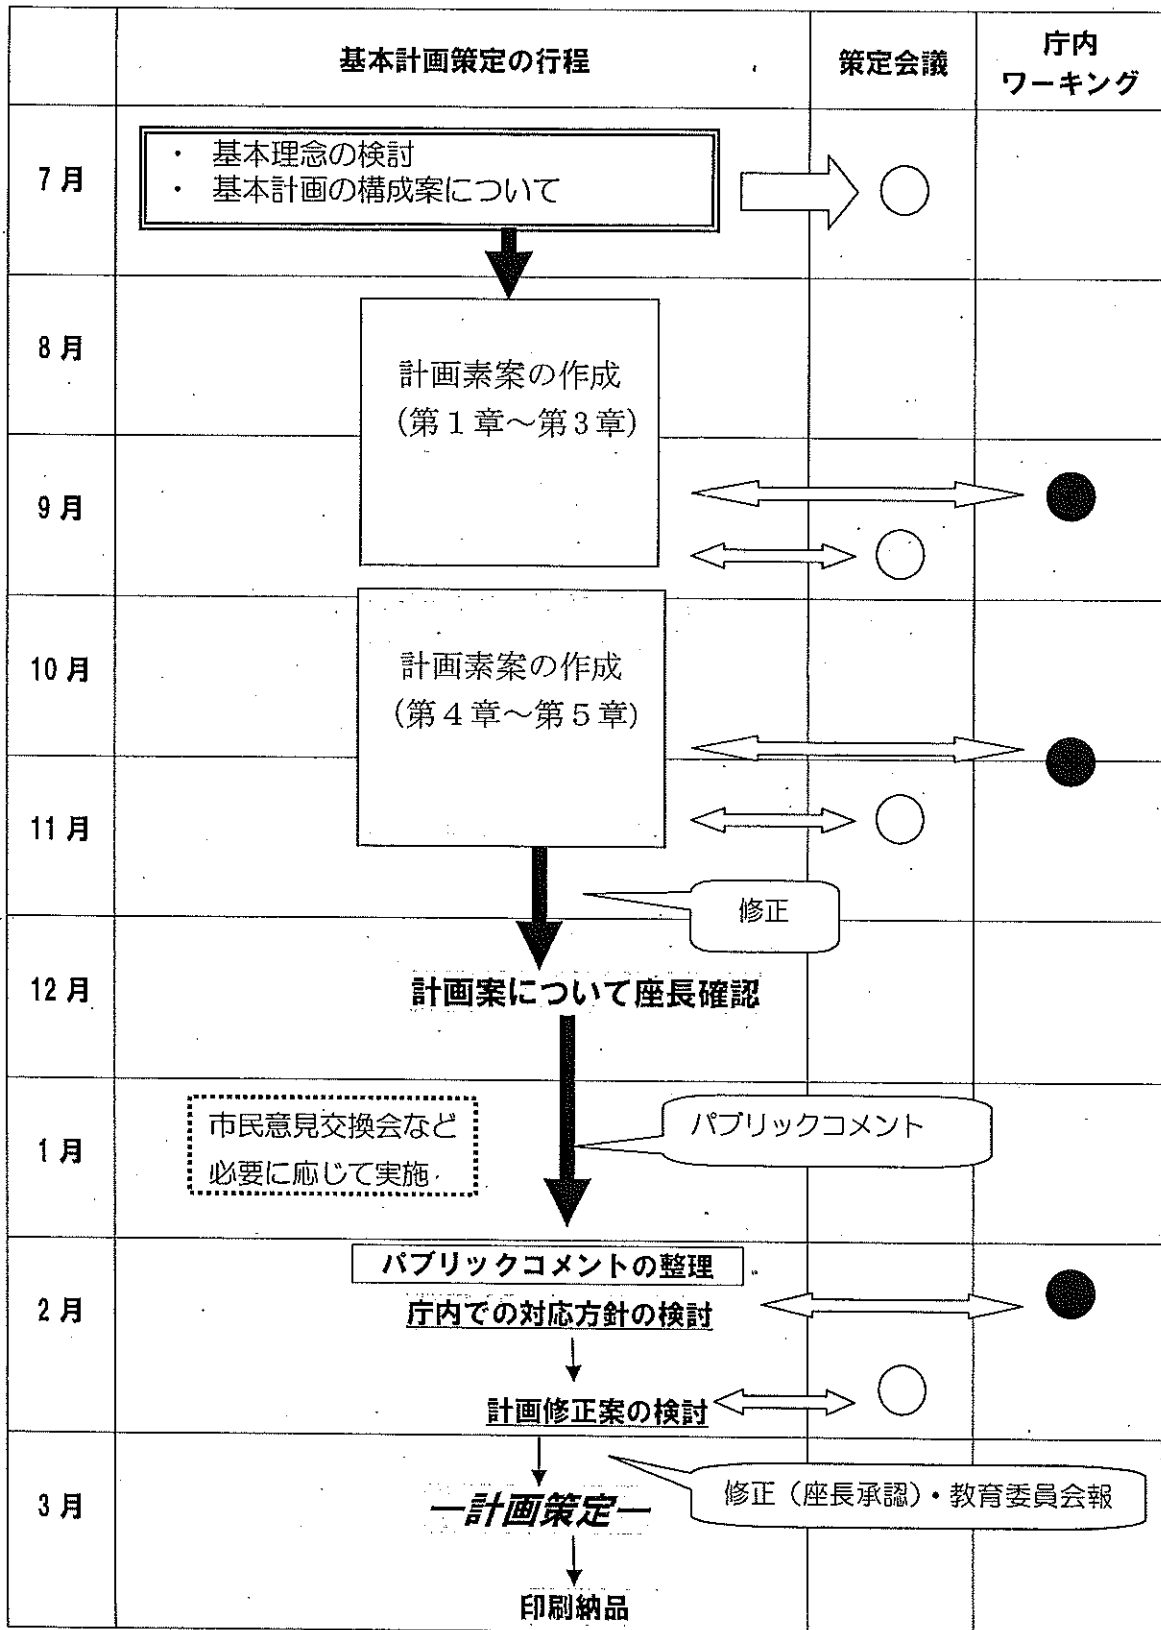 基本計画策定の行程
策定会議
庁内
ワーキング
7月
・ 基本理念の検討
・ 基本計画の構成案について
8月
計画素案の作成
(第1章～第3章)
9月
10月
計画素案の作成
(第4章～第5章)
11月
修正
12月
計画案について座長確認
1月
市民意見交換会など
必要に応じて実施
パブリックコメント
2月
パブリックコメントの整理
庁内での対応方針の検討
計画修正案の検討
3月
修正（座長承認）・教育委員会報
―計画策定―
印刷納品